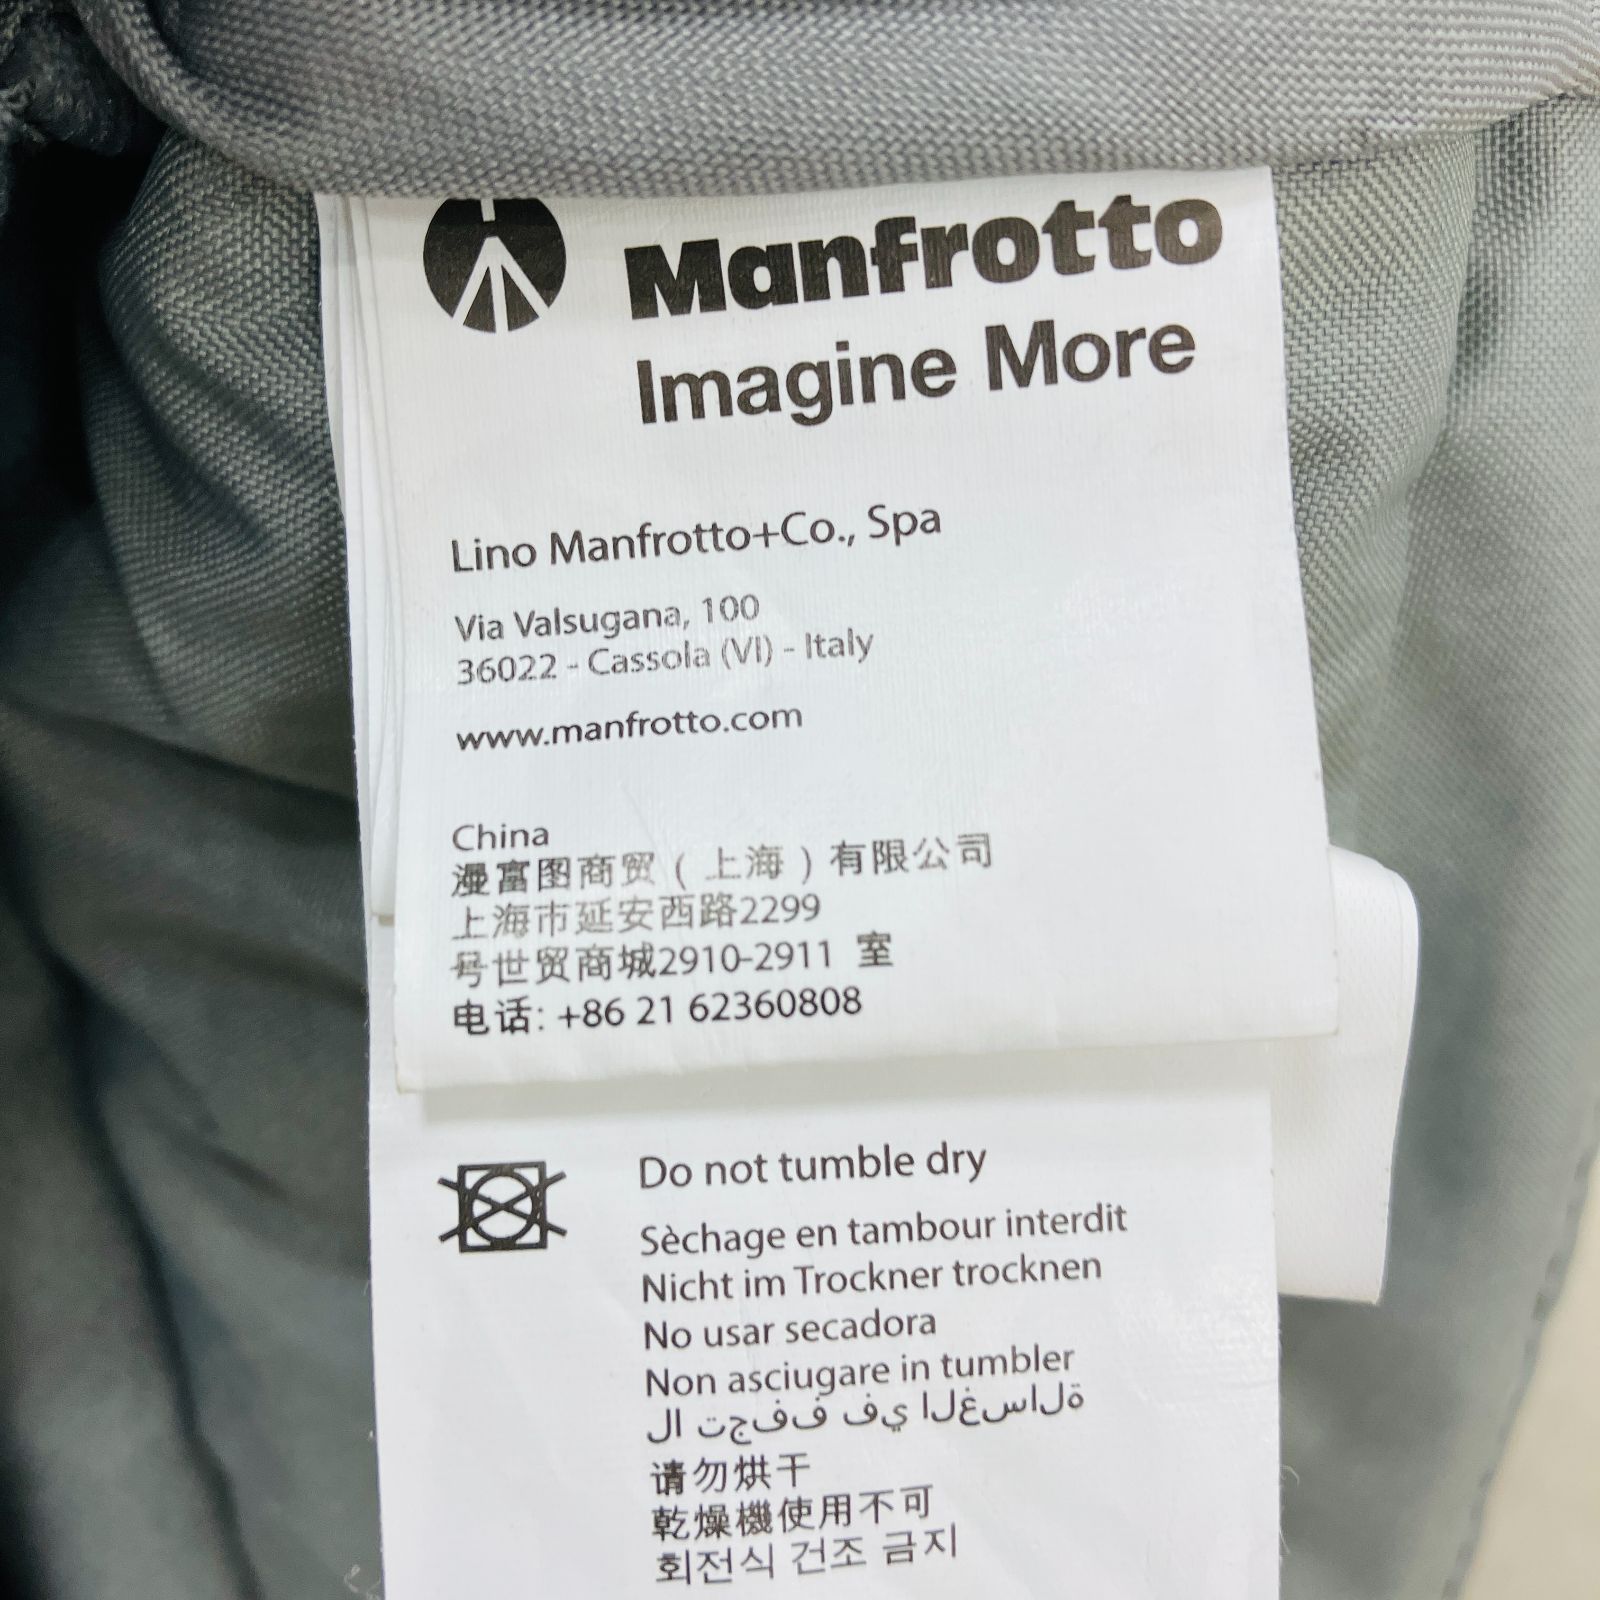 Manfrotto
Imagine More
Lino Manfrotto+Co., Spa
Via Valsugana, 100
36022 - Cassola (VI) - Italy
www.manfrotto.com
China
漫富图商贸 ( 上海 ) 有限公司
上海市延安西路2299
号世贸商城2910-2911 室
电话: +86 21 62360808
Do not tumble dry
Sèchage en tambour interdit
Nicht im Trockner trocknen
No usar secadora
Non asciugare in tumbler
لا تجفف في الغسالة
请勿烘干
乾燥機使用不可
회전식 건조 금지